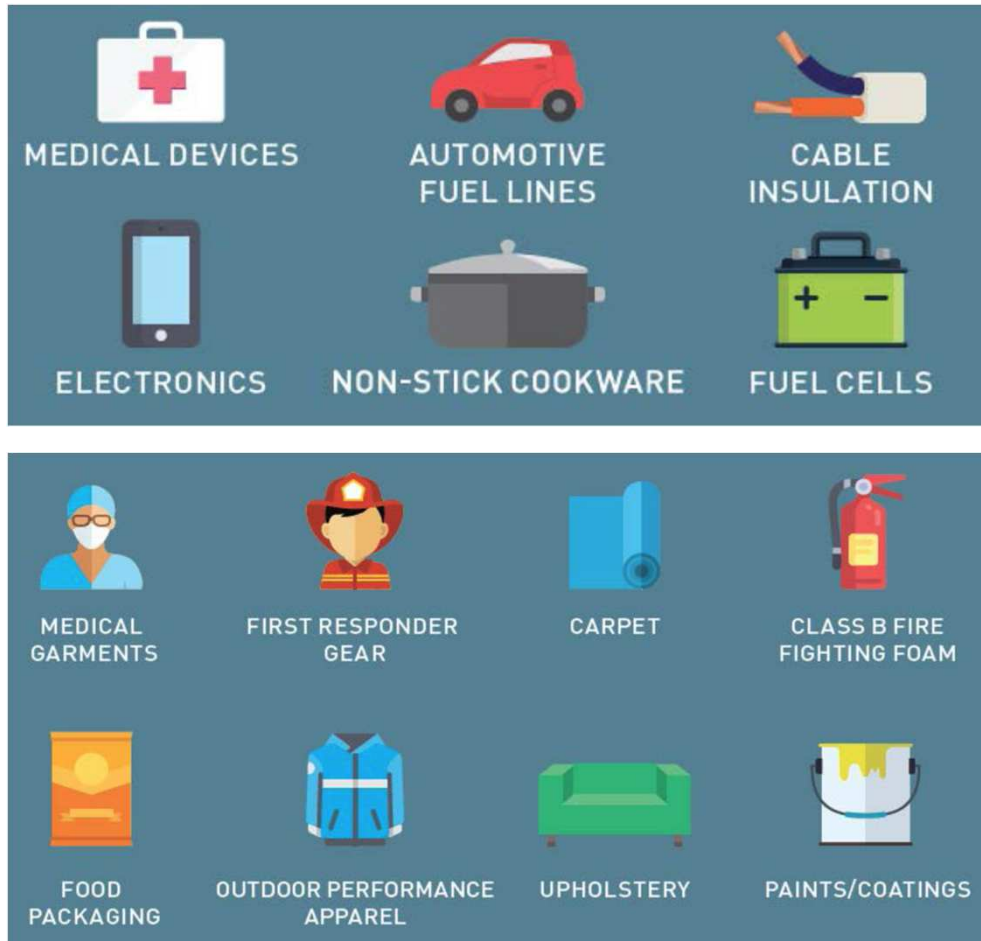 MEDICAL DEVICES
AUTOMOTIVE
FUEL LINES
CABLE
INSULATION
+ −
ELECTRONICS
NON-STICK COOKWARE
FUEL CELLS
MEDICAL
GARMENTS
FIRST RESPONDER
GEAR
CARPET
CLASS B FIRE
FIGHTING FOAM
FOOD
PACKAGING
OUTDOOR PERFORMANCE
APPAREL
UPHOLSTERY
PAINTS/COATINGS